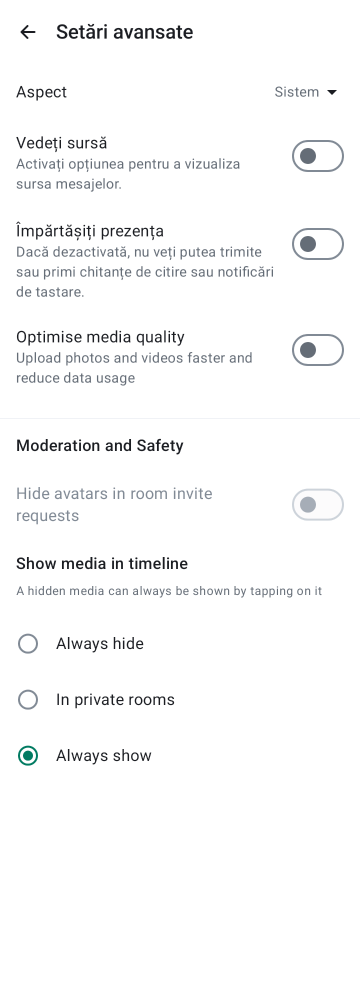 Setări avansate
Aspect
Sistem
Vedeți sursă
Activați opțiunea pentru a vizualiza
sursa mesajelor.
Împărtășiți prezența
Dacă dezactivată, nu veți putea trimite
sau primi chitanțe de citire sau notificări
de tastare.
Optimise media quality
Upload photos and videos faster and
reduce data usage
Moderation and Safety
Hide avatars in room invite
requests
Show media in timeline
A hidden media can always be shown by tapping on it
Always hide
In private rooms
Always show